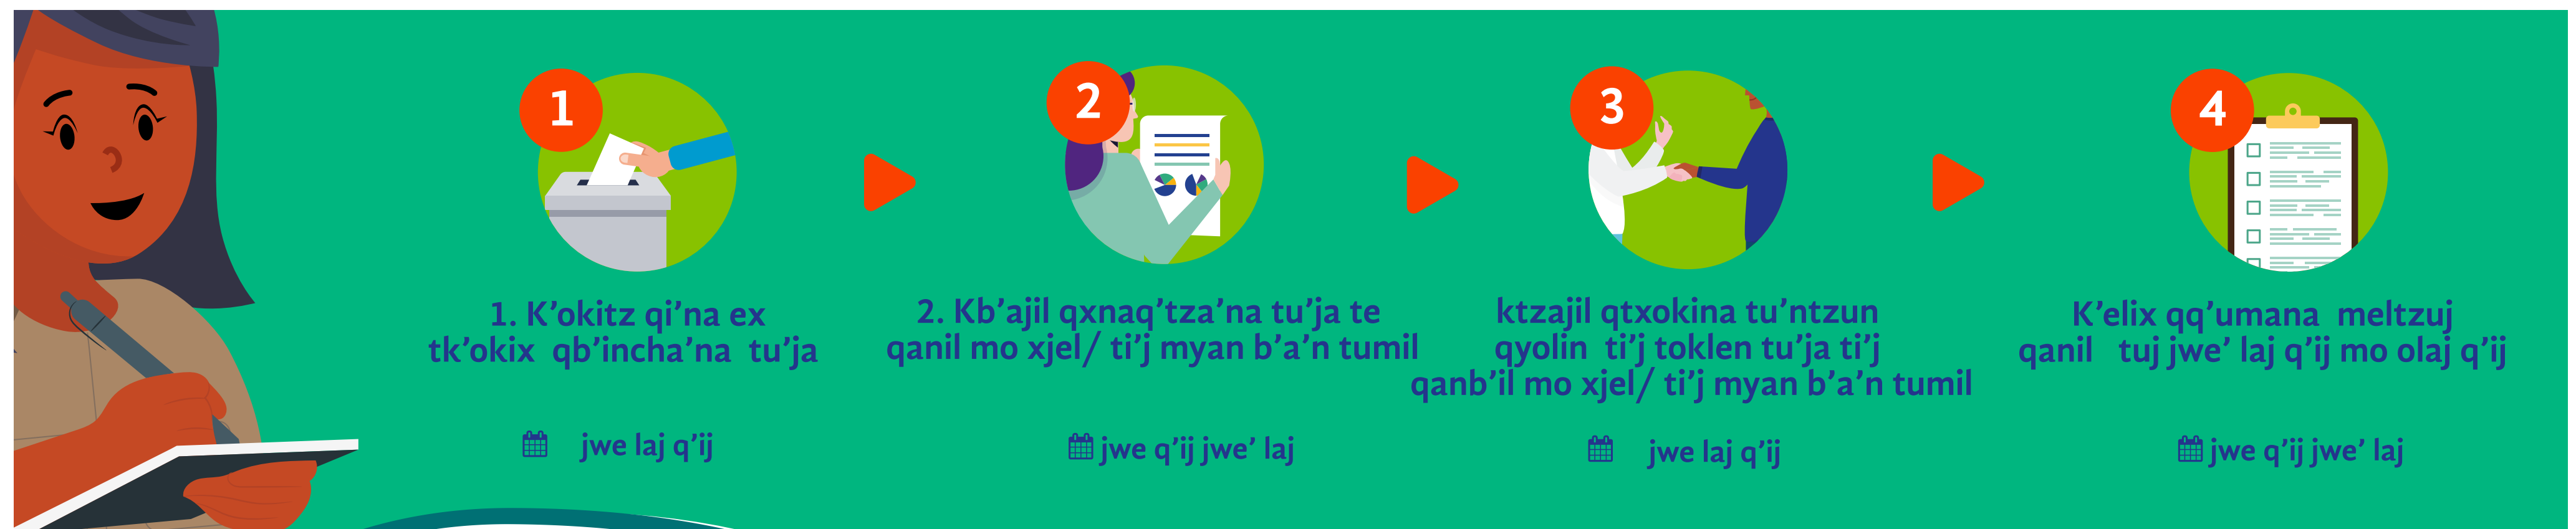 1
2
3
4
1. K’okitz qi’na ex
tk’okix qb’incha’na tu’ja
jwe laj q’ij
2. Kb’ajil qxnaq’tza’na tu’ja te
qanil mo xjel/ ti’j myan b’a’n tumil
jwe q’ij jwe’ laj
ktzajil qtxokina tu’ntzun
qyolin ti’j toklen tu’ja ti’j
qanb’il mo xjel/ ti’j myan b’a’n tumil
jwe laj q’ij
K’elix qq’umana meltzuj
qanil tuj jwe’ laj q’ij mo olaj q’ij
jwe q’ij jwe’ laj